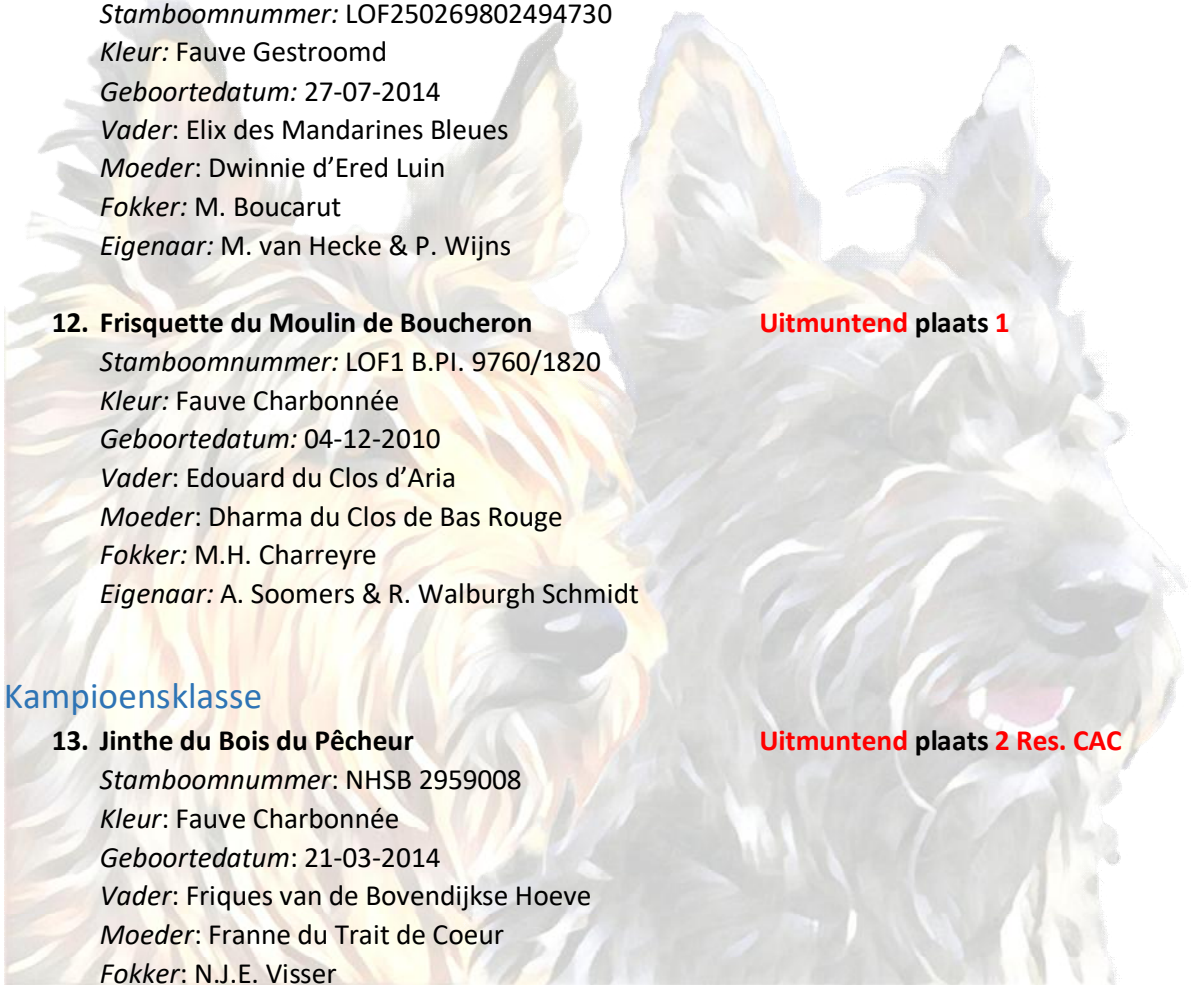 Stamboomnummer: LOF250269802494730
Kleur: Fauve Gestroomd
Geboortedatum: 27-07-2014
Vader: Elix des Mandarines Bleues
Moeder: Dwinnie d’Ered Luin
Fokker: M. Boucarut
Eigenaar: M. van Hecke & P. Wijns
12. Frisquette du Moulin de Boucheron Uitmuntend plaats 1
Stamboomnummer: LOF1 B.PI. 9760/1820
Kleur: Fauve Charbonnée
Geboortedatum: 04-12-2010
Vader: Edouard du Clos d’Aria
Moeder: Dharma du Clos de Bas Rouge
Fokker: M.H. Charreyre
Eigenaar: A. Soomers & R. Walburgh Schmidt
Kampioensklasse
13. Jinthe du Bois du Pêcheur Uitmuntend plaats 2 Res. CAC
Stamboomnummer: NHSB 2959008
Kleur: Fauve Charbonnée
Geboortedatum: 21-03-2014
Vader: Friques van de Bovendijkse Hoeve
Moeder: Franne du Trait de Coeur
Fokker: N.J.E. Visser